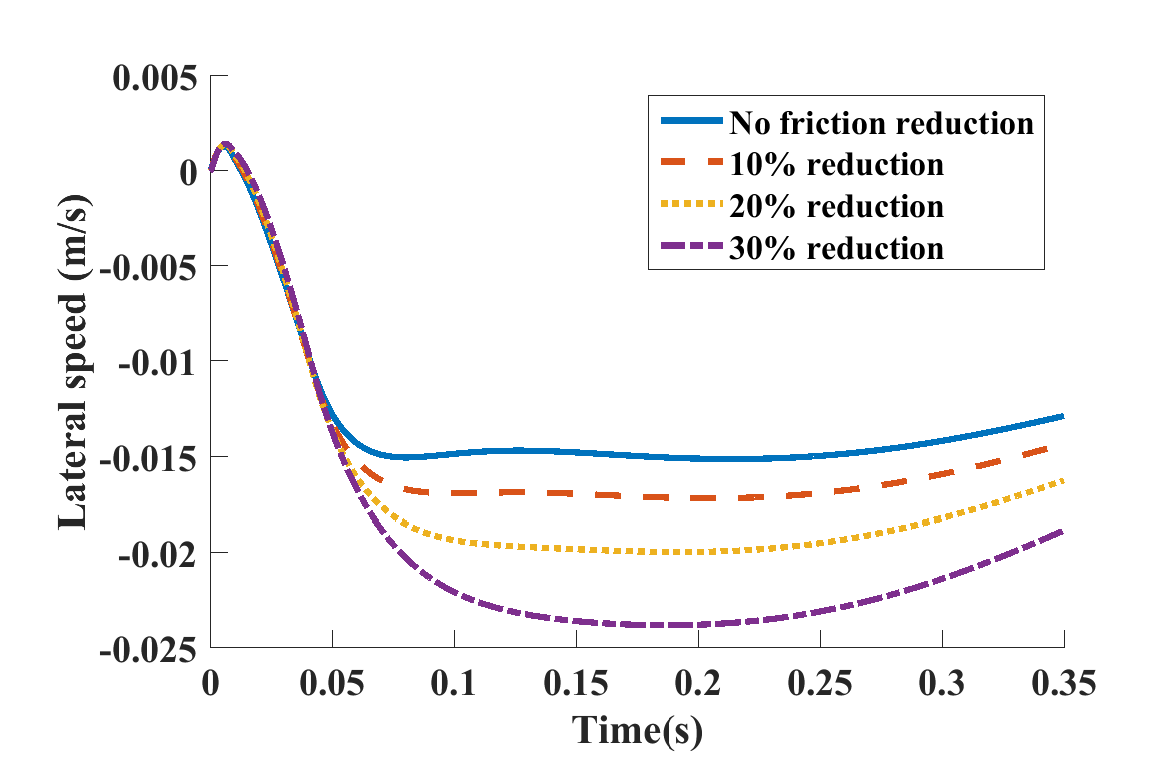 0.005
0
-0.005
-0.01
-0.015
-0.02
-0.025
Lateral speed (m/s)
No friction reduction
10% reduction
20% reduction
30% reduction
0 0.05 0.1 0.15 0.2 0.25 0.3 0.35
Time(s)